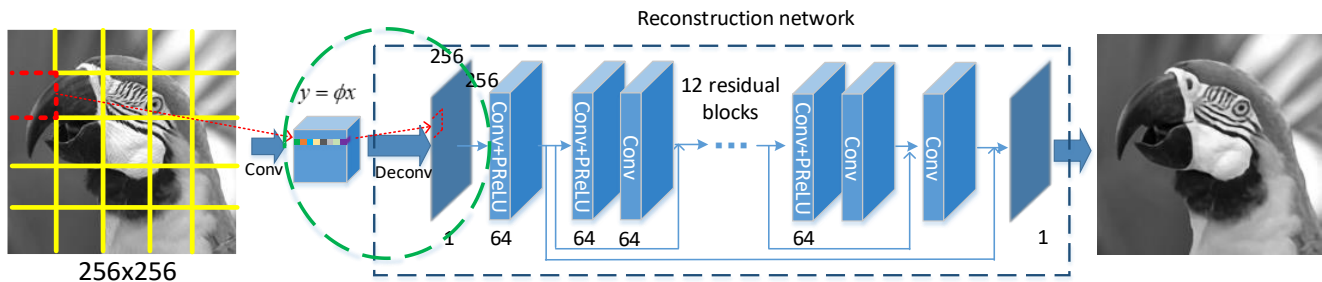 Reconstruction network
256
256
y = ϕx
12 residual
blocks
Conv
Deconv
Conv+PReLU
Conv+PReLU
Conv
Conv+PReLU
Conv
Conv
1
64
64
64
64
1
256x256